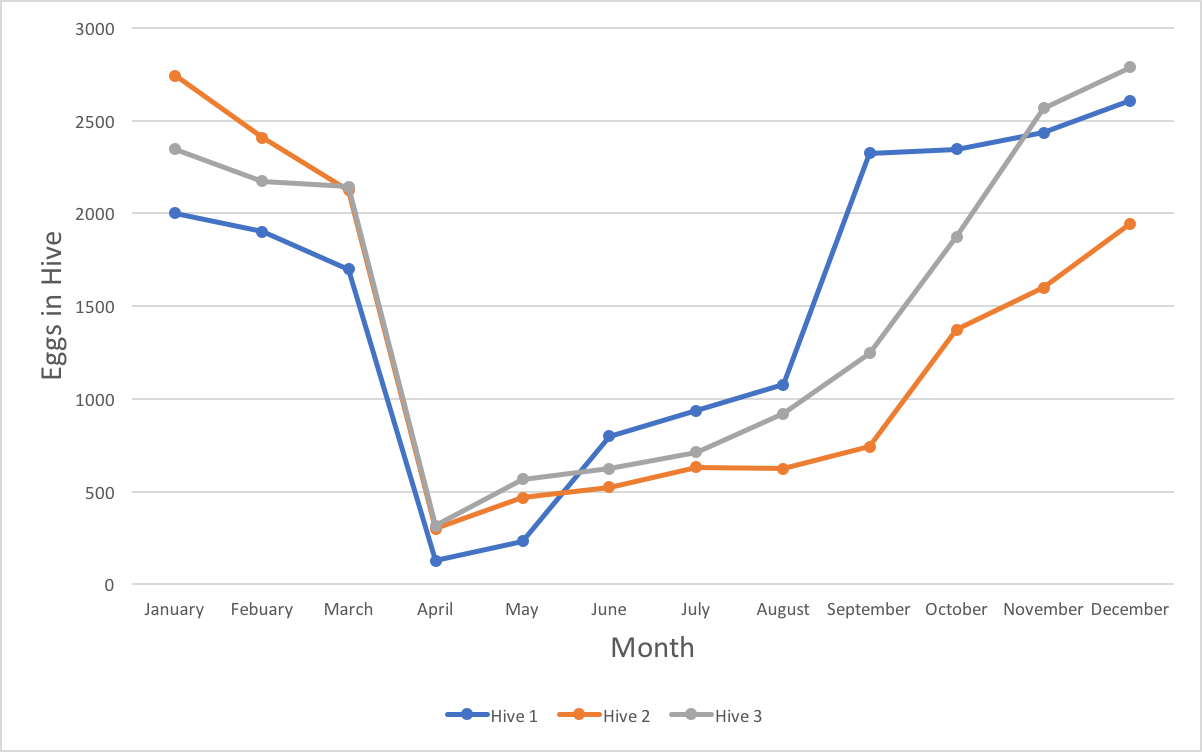 3000
2500
2000
1500
1000
500
0
Eggs in Hive
January Febuary March April May June July August September October November December
Month
Hive 1 Hive 2 Hive 3